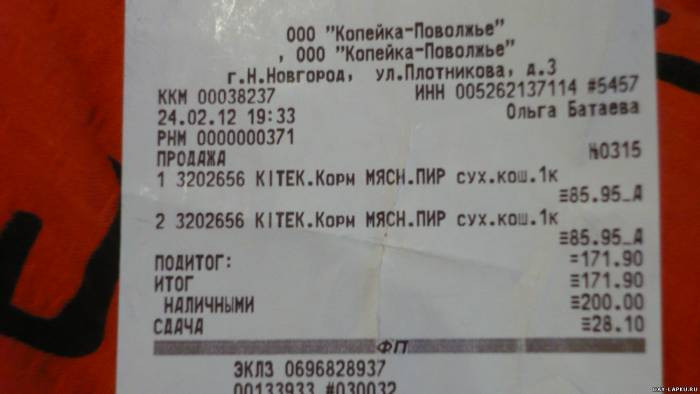 ООО "Копейка-Поволжье"
, ООО "Копейка-Поволжье"
г.Н.Новгород, ул.Плотникова, д.3
ККМ 00038237 ИНН 005262137114 #5457
24.02.12 19:33 Ольга Батаева
РНМ 0000000371
ПРОДАЖА №0315
1 3202656 KITEK.Корм МЯСН.ПИР сух.кош.1к
≡85.95_А
2 3202656 KITEK.Корм МЯСН.ПИР сух.кош.1к
≡85.95_А
ПОДИТОГ: =171.90
ИТОГ ≡171.90
НАЛИЧНЫМИ ≡200.00
СДАЧА ≡28.10
ФП
ЭКЛЗ 0696828937
00133933 #030032